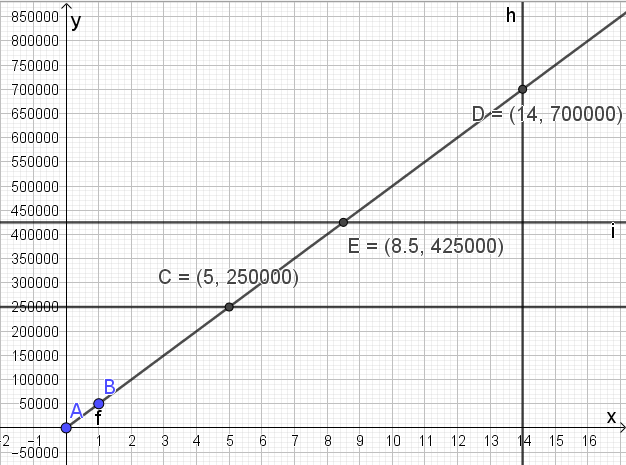 850000
y
h
800000
750000
700000
D = (14, 700000)
650000
600000
550000
500000
450000
400000
i
E = (8.5, 425000)
350000
300000
C = (5, 250000)
250000
200000
150000
100000
B
50000
A
f
x
-2 -1 1 2 3 4 5 6 7 8 9 10 11 12 13 14 15 16
-50000